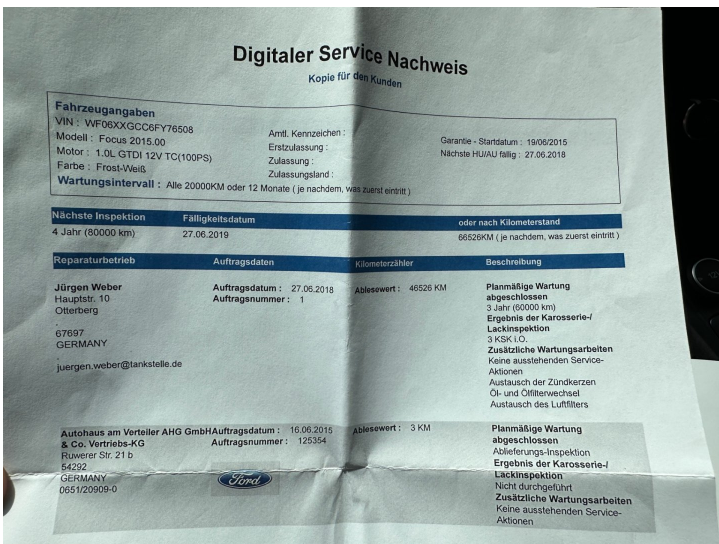 Digitaler Service Nachweis
Kopie für den Kunden
Fahrzeugangaben
VIN : WF06XXGCC6FY76508
Modell : Focus 2015.00
Motor : 1.0L GTDI 12V TC(100PS)
Farbe : Frost-Weiß
Amtl. Kennzeichen :
Erstzulassung :
Zulassung :
Zulassungsland :
Garantie - Startdatum : 19/06/2015
Nächste HU/AU fällig : 27.06.2018
Wartungsintervall : Alle 20000KM oder 12 Monate ( je nachdem, was zuerst eintritt )
Nächste Inspektion Fälligkeitsdatum oder nach Kilometerstand
4 Jahr (80000 km) 27.06.2019 66526KM ( je nachdem, was zuerst eintritt )
Reparaturbetrieb Auftragsdaten Kilometerzähler Beschreibung
Jürgen Weber
Hauptstr. 10
Otterberg
.
67697
GERMANY
.
juergen.weber@tankstelle.de
Auftragsdatum : 27.06.2018
Auftragsnummer : 1
Ablesewert : 46526 KM
Planmäßige Wartung
abgeschlossen
3 Jahr (60000 km)
Ergebnis der Karosserie-/
Lackinspektion
3 KSK i.O.
Zusätzliche Wartungsarbeiten
Keine ausstehenden Service-
Aktionen
Austausch der Zündkerzen
Öl- und Ölfilterwechsel
Austausch des Luftfilters
Autohaus am Verteiler AHG GmbH
& Co. Vertriebs-KG
Ruwerer Str. 21 b
54292
GERMANY
0651/20909-0
Auftragsdatum : 16.06.2015
Auftragsnummer : 125354
Ford
Ablesewert : 3 KM
Planmäßige Wartung
abgeschlossen
Ablieferungs-Inspektion
Ergebnis der Karosserie-/
Lackinspektion
Nicht durchgeführt
Zusätzliche Wartungsarbeiten
Keine ausstehenden Service-
Aktionen